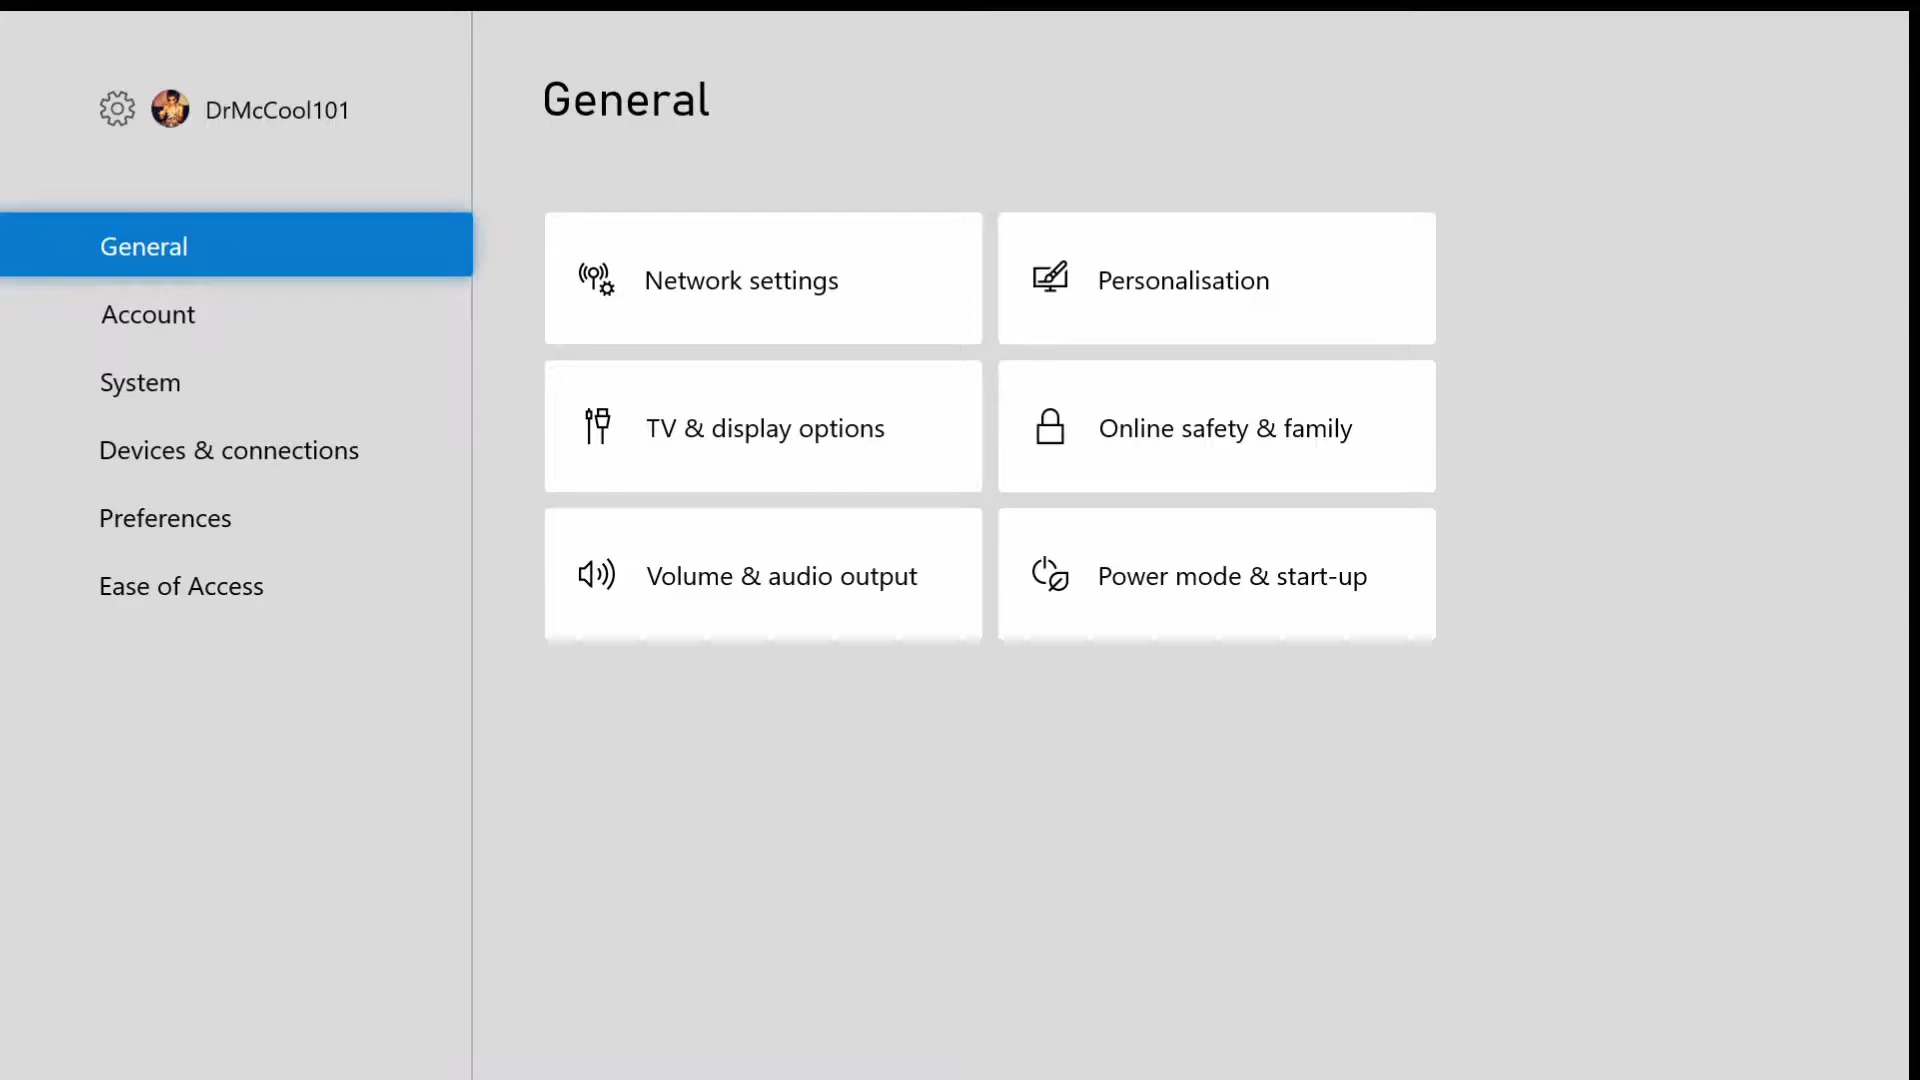 DrMcCool101
General
Account
System
Devices & connections
Preferences
Ease of Access
General
Network settings
Personalisation
TV & display options
Online safety & family
Volume & audio output
Power mode & start-up